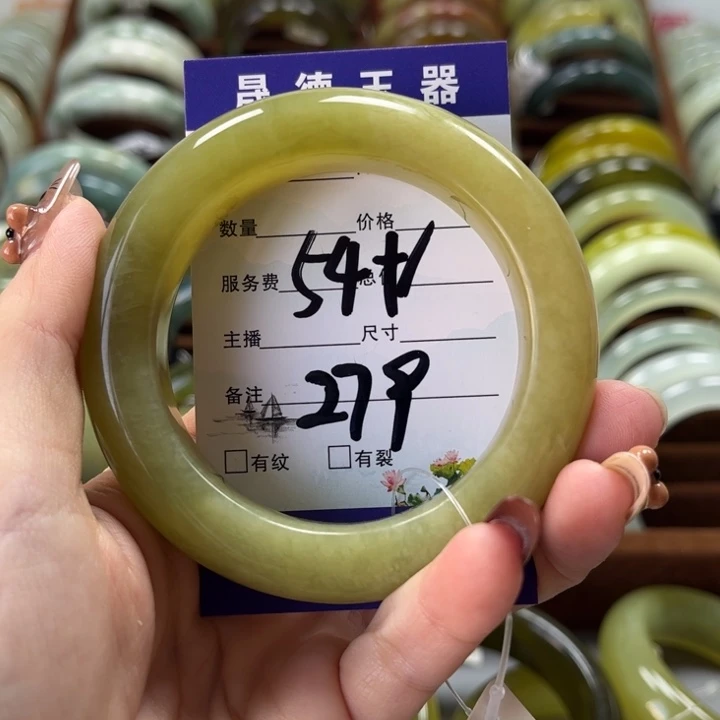 晟德玉器
数量 价格
服务费
54+
主播 尺寸
备注 279
□有纹 □有裂